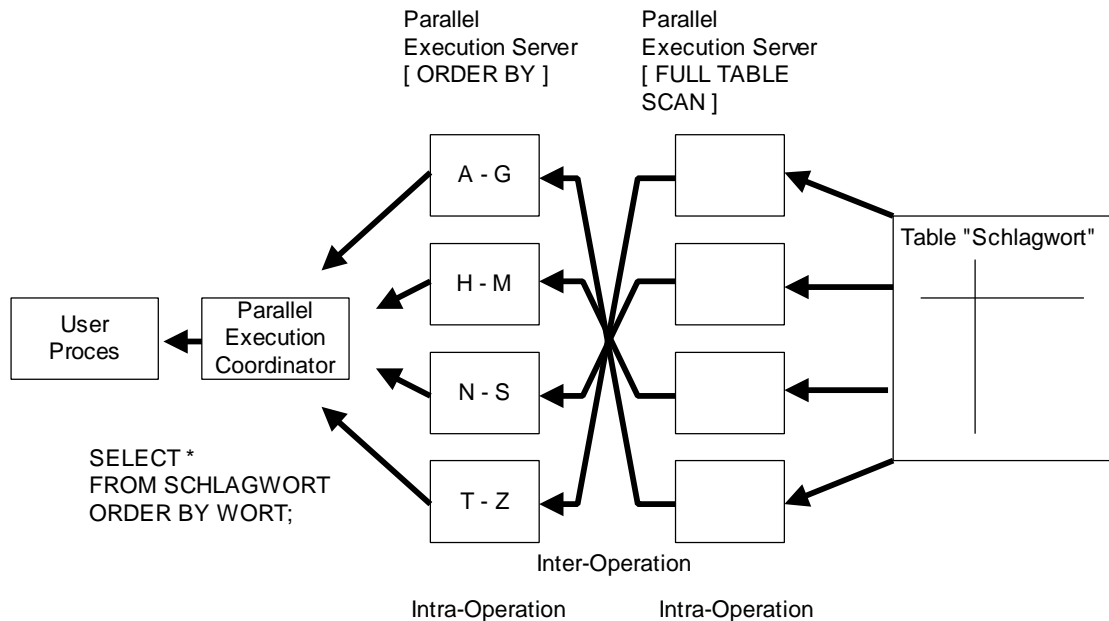 Parallel
Execution Server
[ ORDER BY ]
Parallel
Execution Server
[ FULL TABLE
SCAN ]
A - G
H - M
N - S
T - Z
Table "Schlagwort"
User
Proces
Parallel
Execution
Coordinator
SELECT *
FROM SCHLAGWORT
ORDER BY WORT;
Inter-Operation
Intra-Operation
Intra-Operation